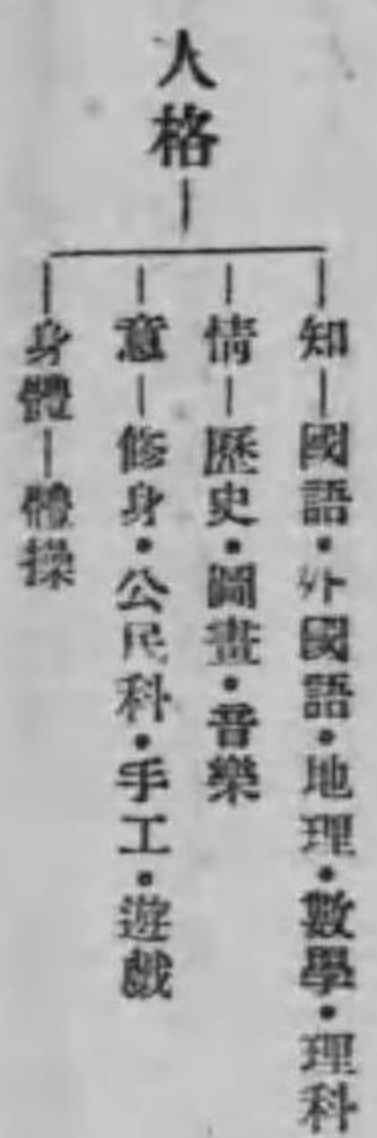 人格
知―國語・外國語・地理・數學・理科
情―歷史・圖畫・音樂
意―修身・公民科・手工・遊戲
身體―體操